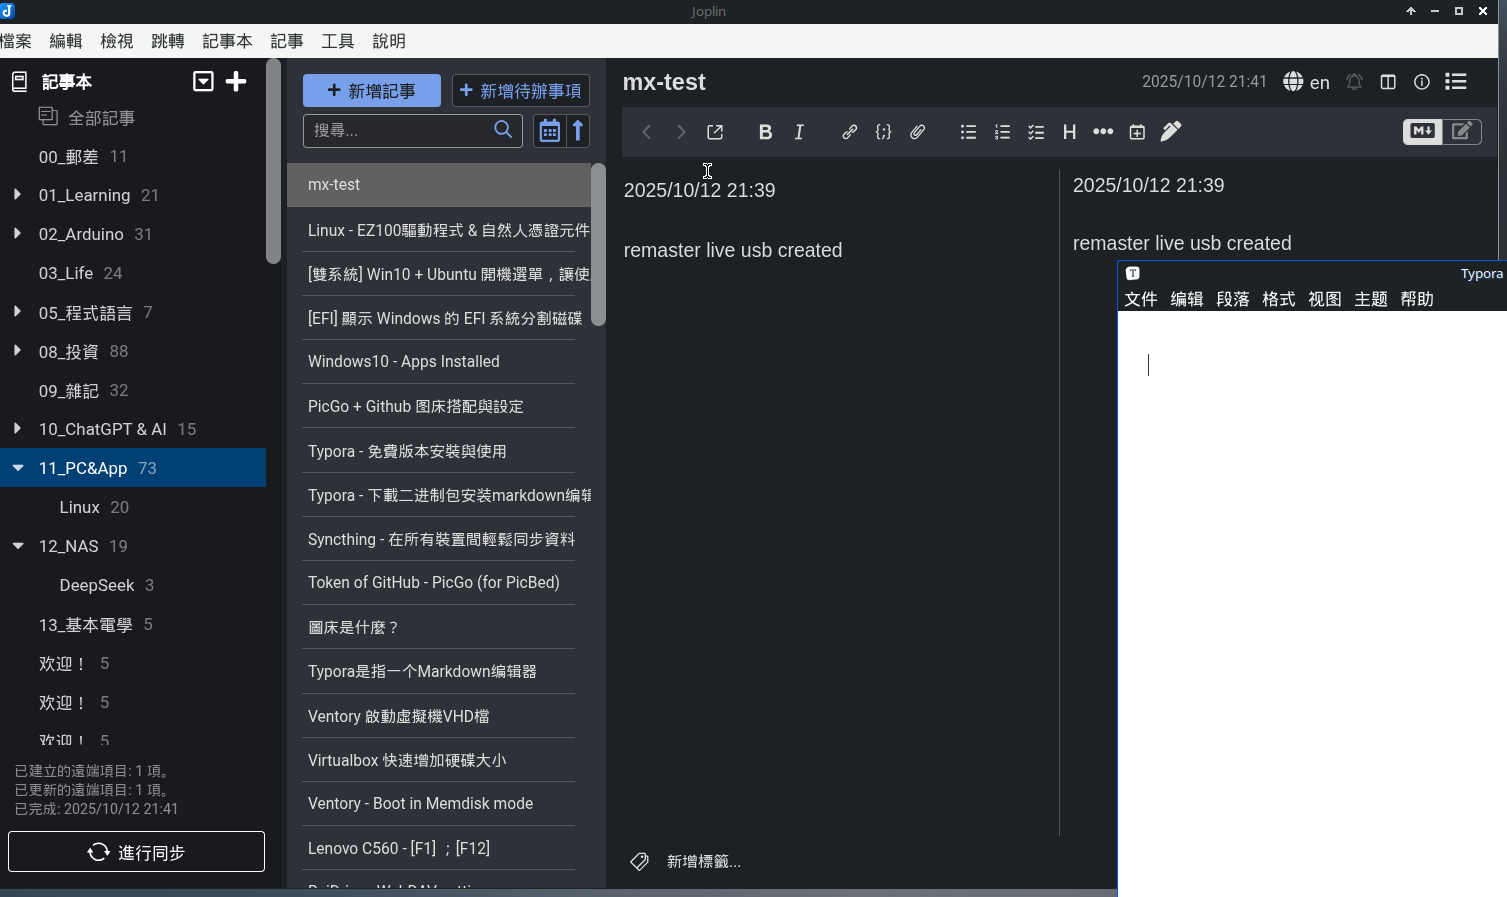 Joplin
檔案 編輯 檢視 跳轉 記事本 記事 工具 說明
記事本
全部記事
00_郵差 11
01_Learning 21
02_Arduino 31
03_Life 24
05_程式語言 7
08_投資 88
09_雜記 32
10_ChatGPT & AI 15
11_PC&App 73
Linux 20
12_NAS 19
DeepSeek 3
13_基本電學 5
欢迎！ 5
欢迎！ 5
欢迎！ 5
已建立的遠端項目: 1 項。
已更新的遠端項目: 1 項。
已完成: 2025/10/12 21:41
進行同步
新增記事 新增待辦事項
搜尋...
mx-test
Linux - EZ100驅動程式 & 自然人憑證元件
[雙系統] Win10 + Ubuntu 開機選單，讓使
[EFI] 顯示 Windows 的 EFI 系統分割磁碟
Windows10 - Apps Installed
PicGo + Github 图床搭配與設定
Typora - 免費版本安裝與使用
Typora - 下載二进制包安装markdown编辑
Syncthing - 在所有裝置間輕鬆同步資料
Token of GitHub - PicGo (for PicBed)
圖床是什麼？
Typora是指一个Markdown编辑器
Ventory 啟動虛擬機VHD檔
Virtualbox 快速增加硬碟大小
Ventory - Boot in Memdisk mode
Lenovo C560 - [F1] ；[F12]
mx-test
2025/10/12 21:41 en
B I H M
2025/10/12 21:39
remaster live usb created
2025/10/12 21:39
remaster live usb created
新增標籤...
T Typora
文件 编辑 段落 格式 视图 主题 帮助